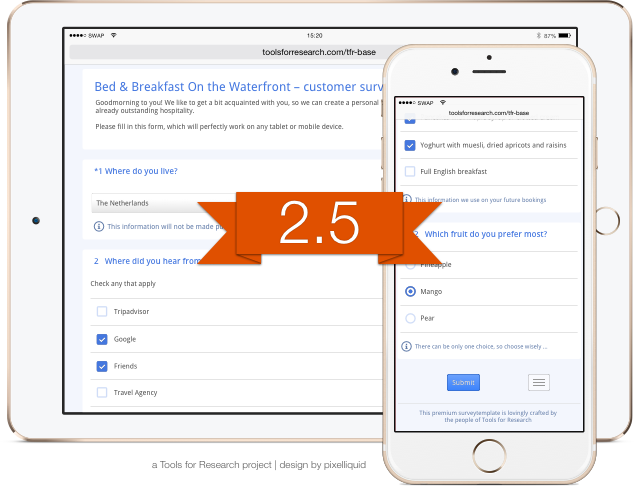 SWAP
15:20
87%
toolsforresearch.com/tfr-base
Bed & Breakfast On the Waterfront – customer surv
Goodmorning to you! We like to get a bit acquainted with you, so we can create a personal
already outstanding hospitality.
Please fill in this form, which will perfectly work on any tablet or mobile device.
*1 Where do you live?
The Netherlands
This information will not be made pu
2 Where did you hear from
Check any that apply
Tripadvisor
Google
Friends
Travel Agency
2.5
SWAP
toolsforresearch.com/tfr-base
Yoghurt with muesli, dried apricots and raisins
Full English breakfast
This information we use on your future bookings
2 Which fruit do you prefer most?
Pineapple
Mango
Pear
There can be only one choice, so choose wisely...
Submit
This premium surveytemplate is lovingly crafted by
the people of Tools for Research
a Tools for Research project | design by pixelliquid